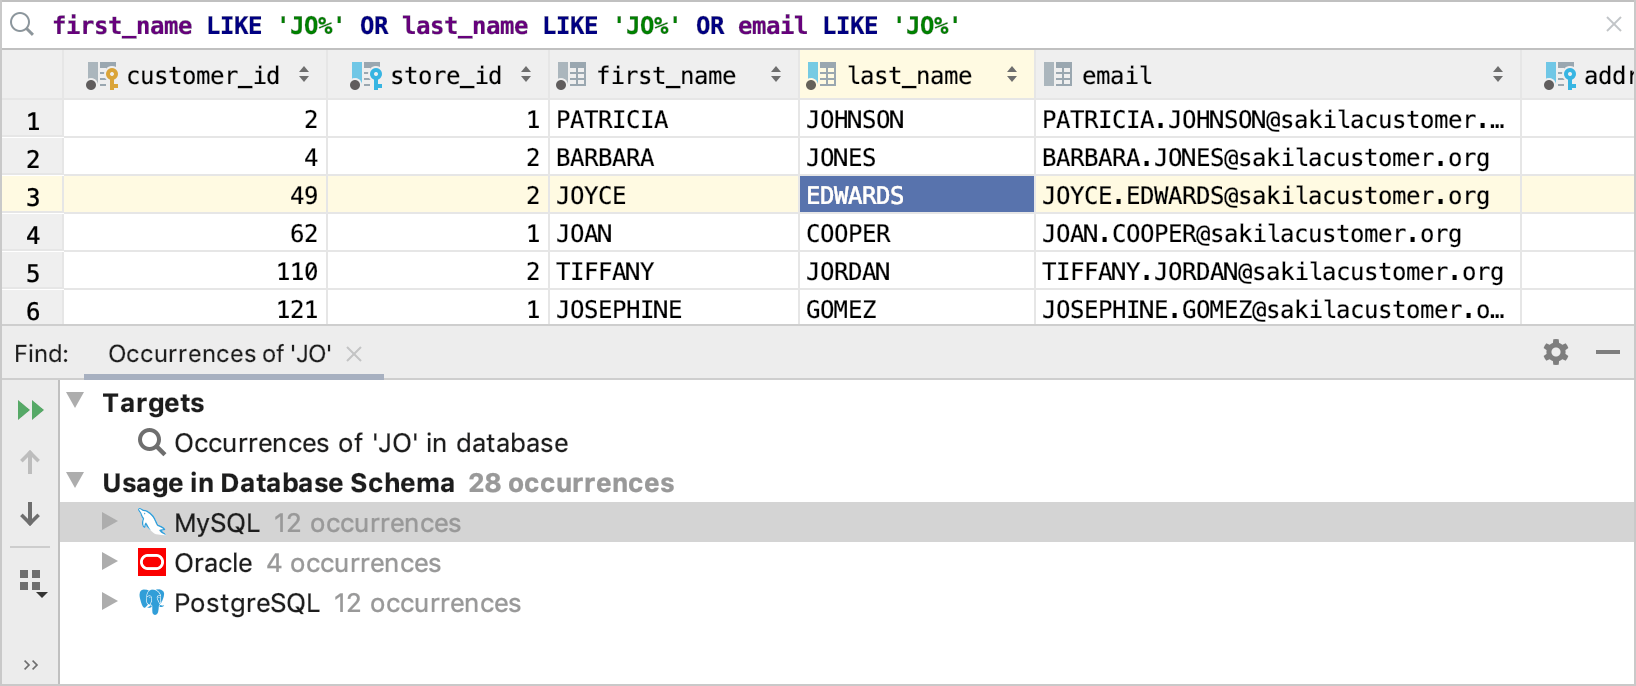 first_name LIKE 'JO%' OR last_name LIKE 'JO%' OR email LIKE 'JO%'
customer_id store_id first_name last_name email addr
1 2 1 PATRICIA JOHNSON PATRICIA.JOHNSON@sakilacustomer.…
2 4 2 BARBARA JONES BARBARA.JONES@sakilacustomer.org
3 49 2 JOYCE EDWARDS JOYCE.EDWARDS@sakilacustomer.org
4 62 1 JOAN COOPER JOAN.COOPER@sakilacustomer.org
5 110 2 TIFFANY JORDAN TIFFANY.JORDAN@sakilacustomer.org
6 121 1 JOSEPHINE GOMEZ JOSEPHINE.GOMEZ@sakilacustomer.o…
Find: Occurrences of 'JO'
Targets
Occurrences of 'JO' in database
Usage in Database Schema 28 occurrences
MySQL 12 occurrences
Oracle 4 occurrences
PostgreSQL 12 occurrences